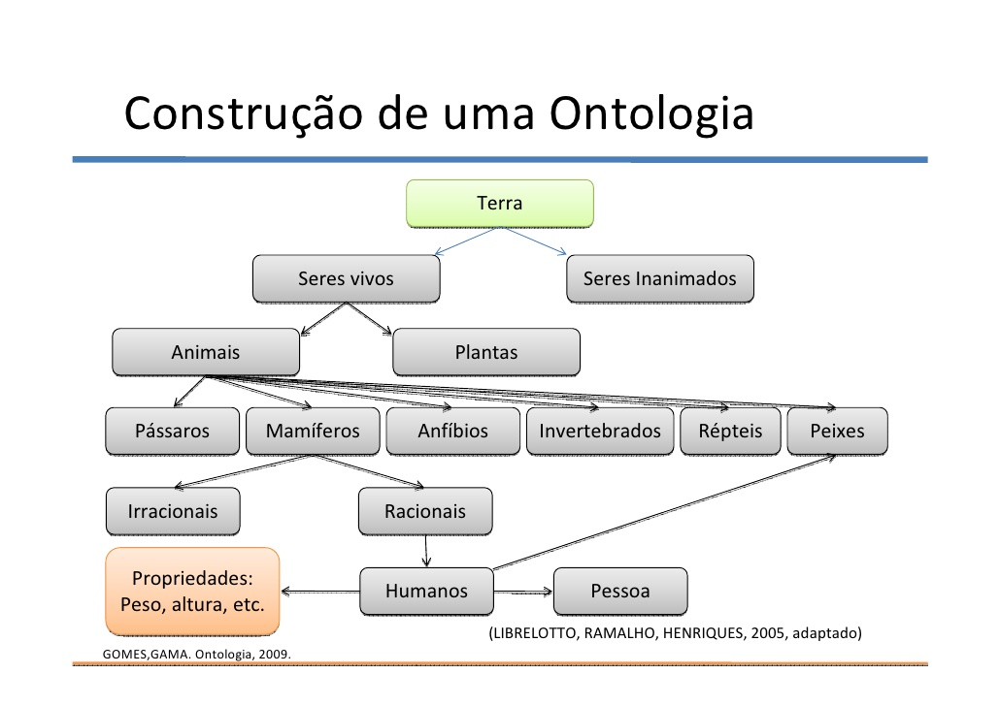 Construção de uma Ontologia
Terra
Seres vivos
Seres Inanimados
Animais
Plantas
Pássaros
Mamíferos
Anfíbios
Invertebrados
Répteis
Peixes
Irracionais
Racionais
Propriedades:
Peso, altura, etc.
Humanos
Pessoa
(LIBRELOTTO, RAMALHO, HENRIQUES, 2005, adaptado)
GOMES,GAMA. Ontologia, 2009.